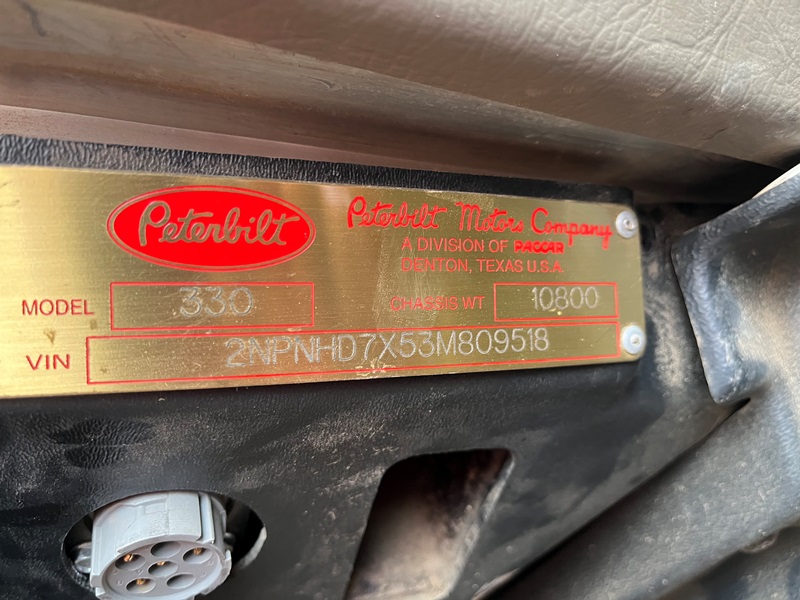 Peterbilt
Peterbilt Motors Company
A DIVISION OF PACCAR
DENTON, TEXAS U.S.A.
MODEL 330 CHASSIS WT 10800
VIN 2NPNHD7X53M809518